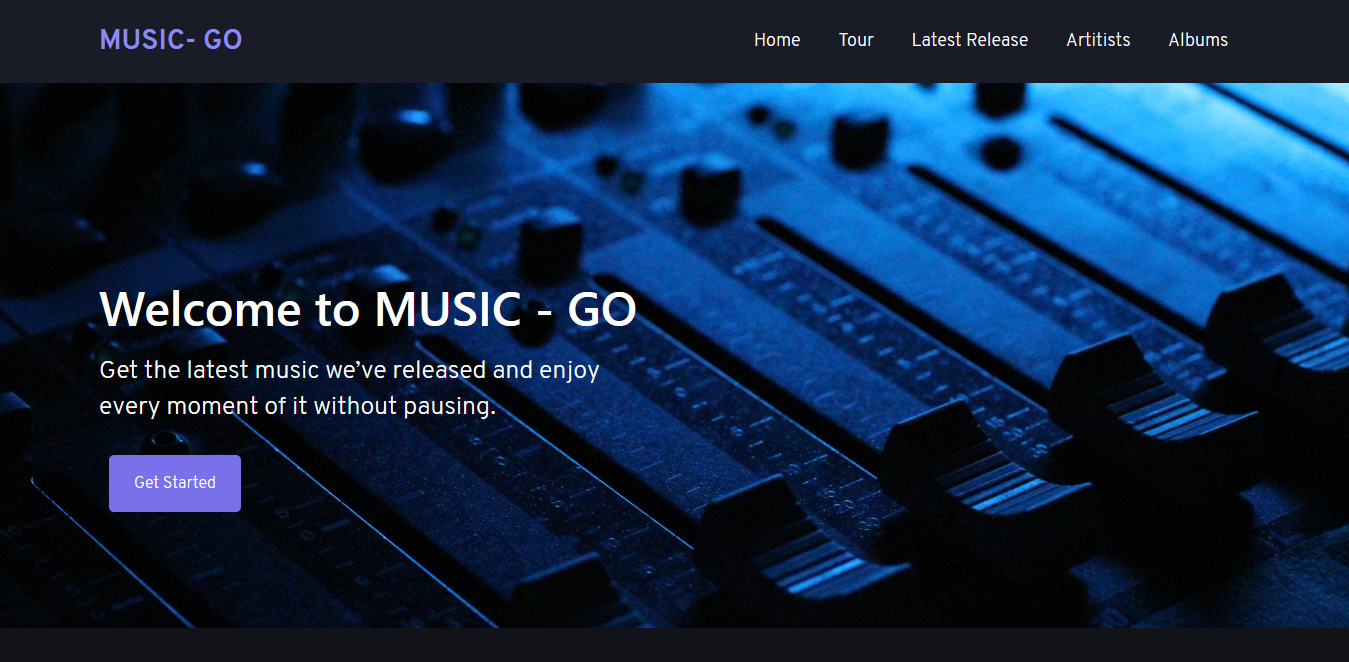 MUSIC- GO
Home Tour Latest Release Artitists Albums
Welcome to MUSIC - GO
Get the latest music we’ve released and enjoy
every moment of it without pausing.
Get Started